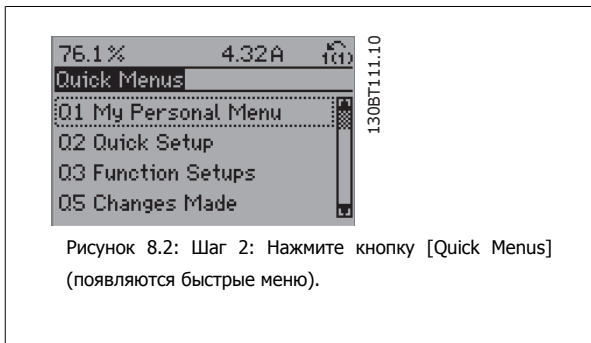 76.1% 4.32A 1(1)
Quick Menus
Q1 My Personal Menu
Q2 Quick Setup
Q3 Function Setups
Q5 Changes Made
130BT111.10
Рисунок 8.2: Шаг 2: Нажмите кнопку [Quick Menus]
(появляются быстрые меню).